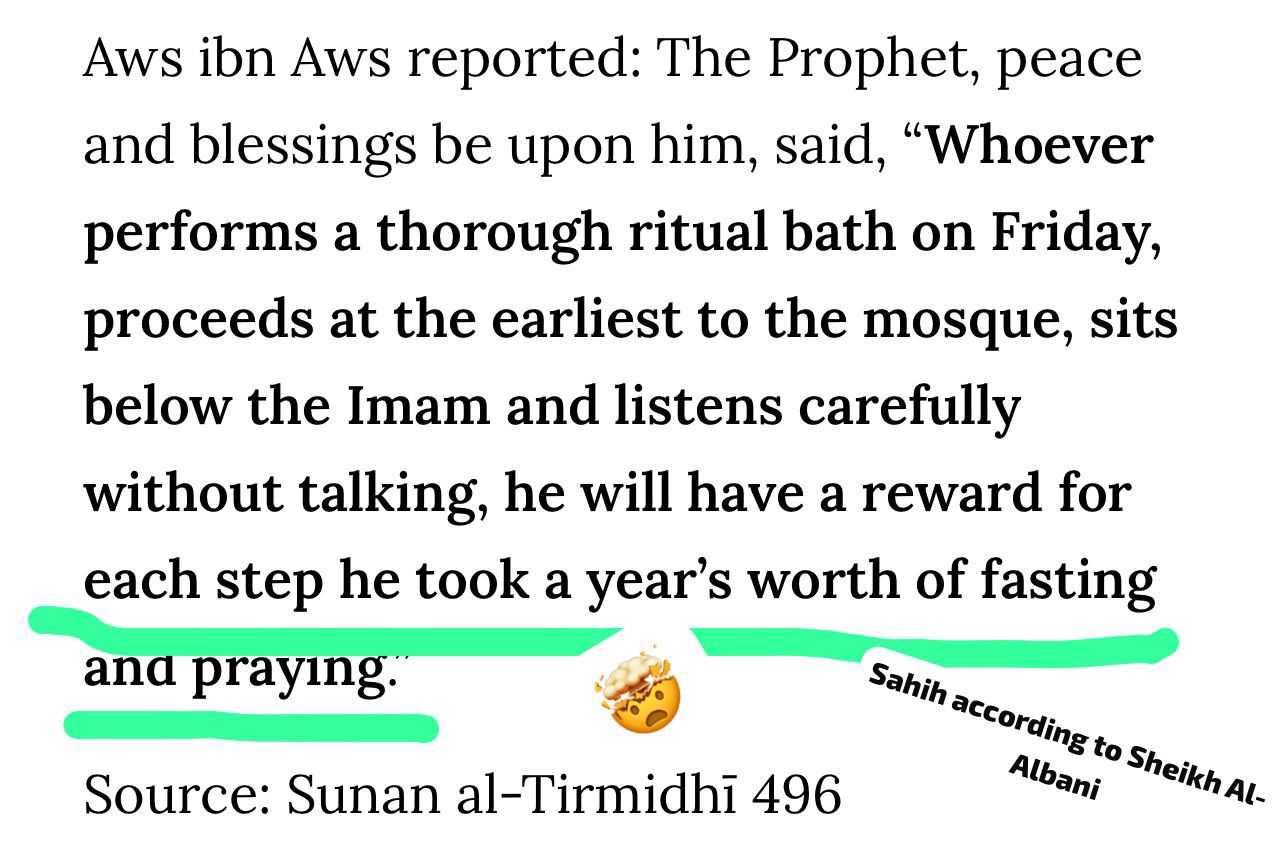 Aws ibn Aws reported: The Prophet, peace
and blessings be upon him, said, “Whoever
performs a thorough ritual bath on Friday,
proceeds at the earliest to the mosque, sits
below the Imam and listens carefully
without talking, he will have a reward for
each step he took a year’s worth of fasting
and praying.”
Sahih according to Sheikh Al-
Albani
Source: Sunan al-Tirmidhī 496